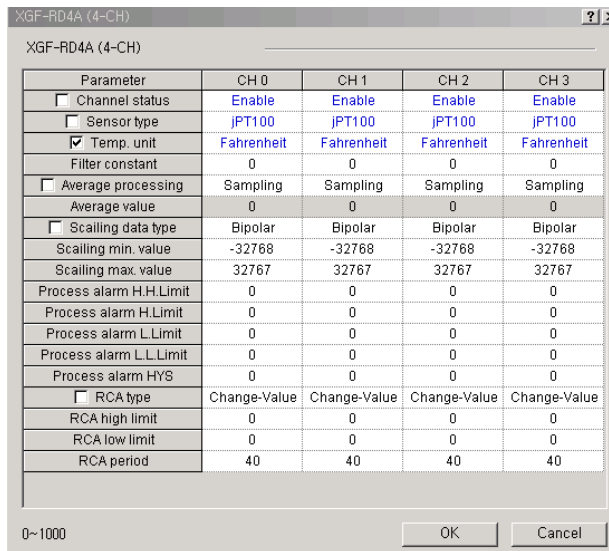 XGF-RD4A (4-CH)
XGF-RD4A (4-CH)
Parameter CH 0 CH 1 CH 2 CH 3
Channel status Enable Enable Enable Enable
Sensor type jPT100 jPT100 jPT100 jPT100
Temp. unit Fahrenheit Fahrenheit Fahrenheit Fahrenheit
Filter constant 0 0 0 0
Average processing Sampling Sampling Sampling Sampling
Average value 0 0 0 0
Scailing data type Bipolar Bipolar Bipolar Bipolar
Scailing min. value -32768 -32768 -32768 -32768
Scailing max. value 32767 32767 32767 32767
Process alarm H.H.Limit 0 0 0 0
Process alarm H.Limit 0 0 0 0
Process alarm L.Limit 0 0 0 0
Process alarm L.L.Limit 0 0 0 0
Process alarm HYS 0 0 0 0
RCA type Change-Value Change-Value Change-Value Change-Value
RCA high limit 0 0 0 0
RCA low limit 0 0 0 0
RCA period 40 40 40 40
0~1000 OK Cancel